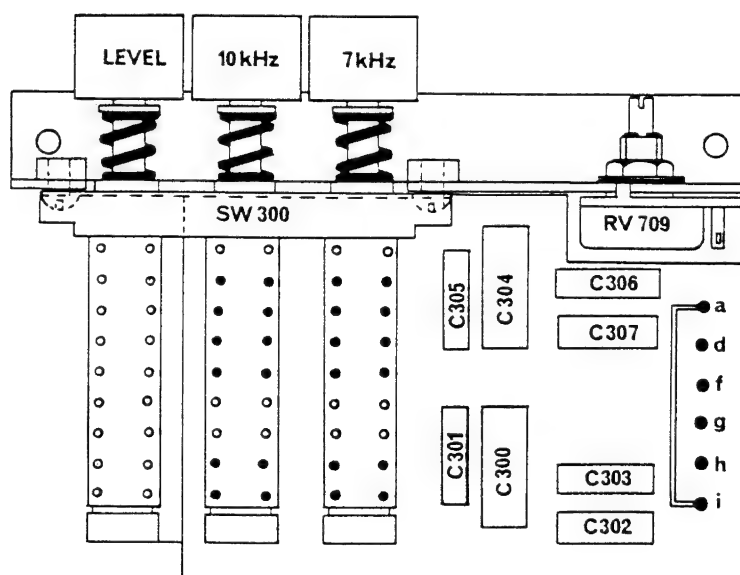 LEVEL 10kHz 7kHz
SW 300
RV 709
C305
C304
C306
C307
C301
C300
C303
C302
a
d
f
g
h
i